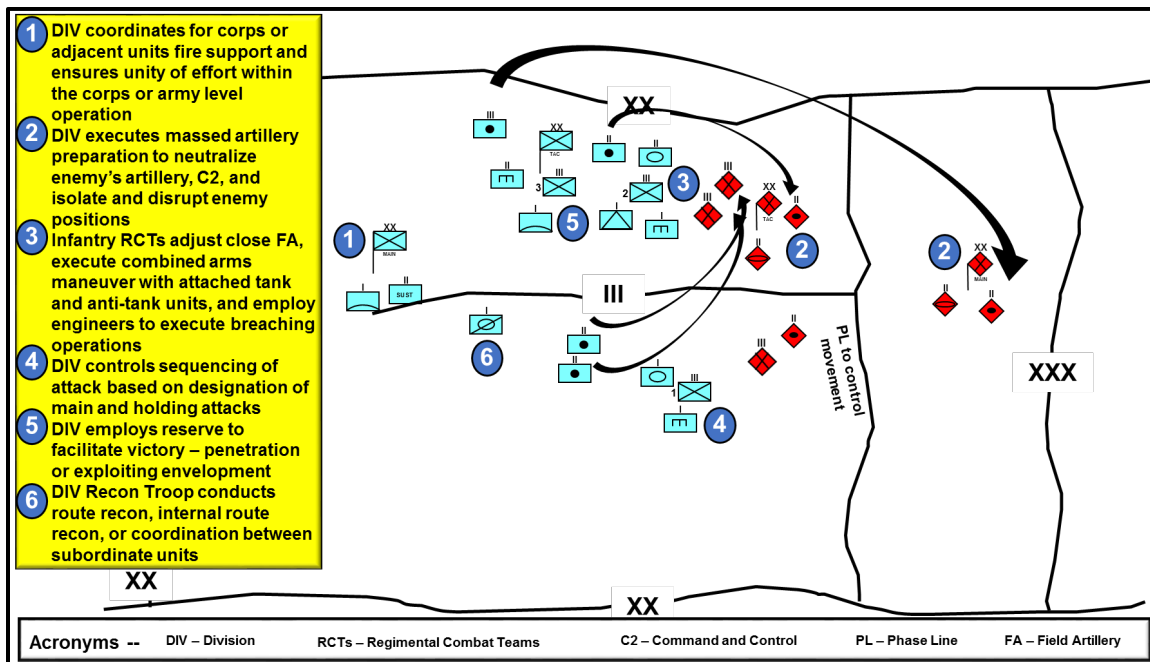 1 DIV coordinates for corps or
adjacent units fire support and
ensures unity of effort within
the corps or army level
operation
2 DIV executes massed artillery
preparation to neutralize
enemy's artillery, C2, and
isolate and disrupt enemy
positions
3 Infantry RCTs adjust close FA,
execute combined arms
maneuver with attached tank
and anti-tank units, and employ
engineers to execute breaching
operations
4 DIV controls sequencing of
attack based on designation of
main and holding attacks
5 DIV employs reserve to
facilitate victory – penetration
or exploiting envelopment
6 DIV Recon Troop conducts
route recon, internal route
recon, or coordination between
subordinate units
XX
III
XX
TAC
II
II
II
III
3
III
2
3
I
5
I
I
III
III
XX
TAC
II
II
2
1
XX
MAIN
I
II
SUST
III
I
6
II
II
I
III
1
I
4
III
II
PL to control
movement
2
XX
MAIN
II
II
XXX
XX
XX
Acronyms -- DIV – Division RCTs – Regimental Combat Teams C2 – Command and Control PL – Phase Line FA – Field Artillery